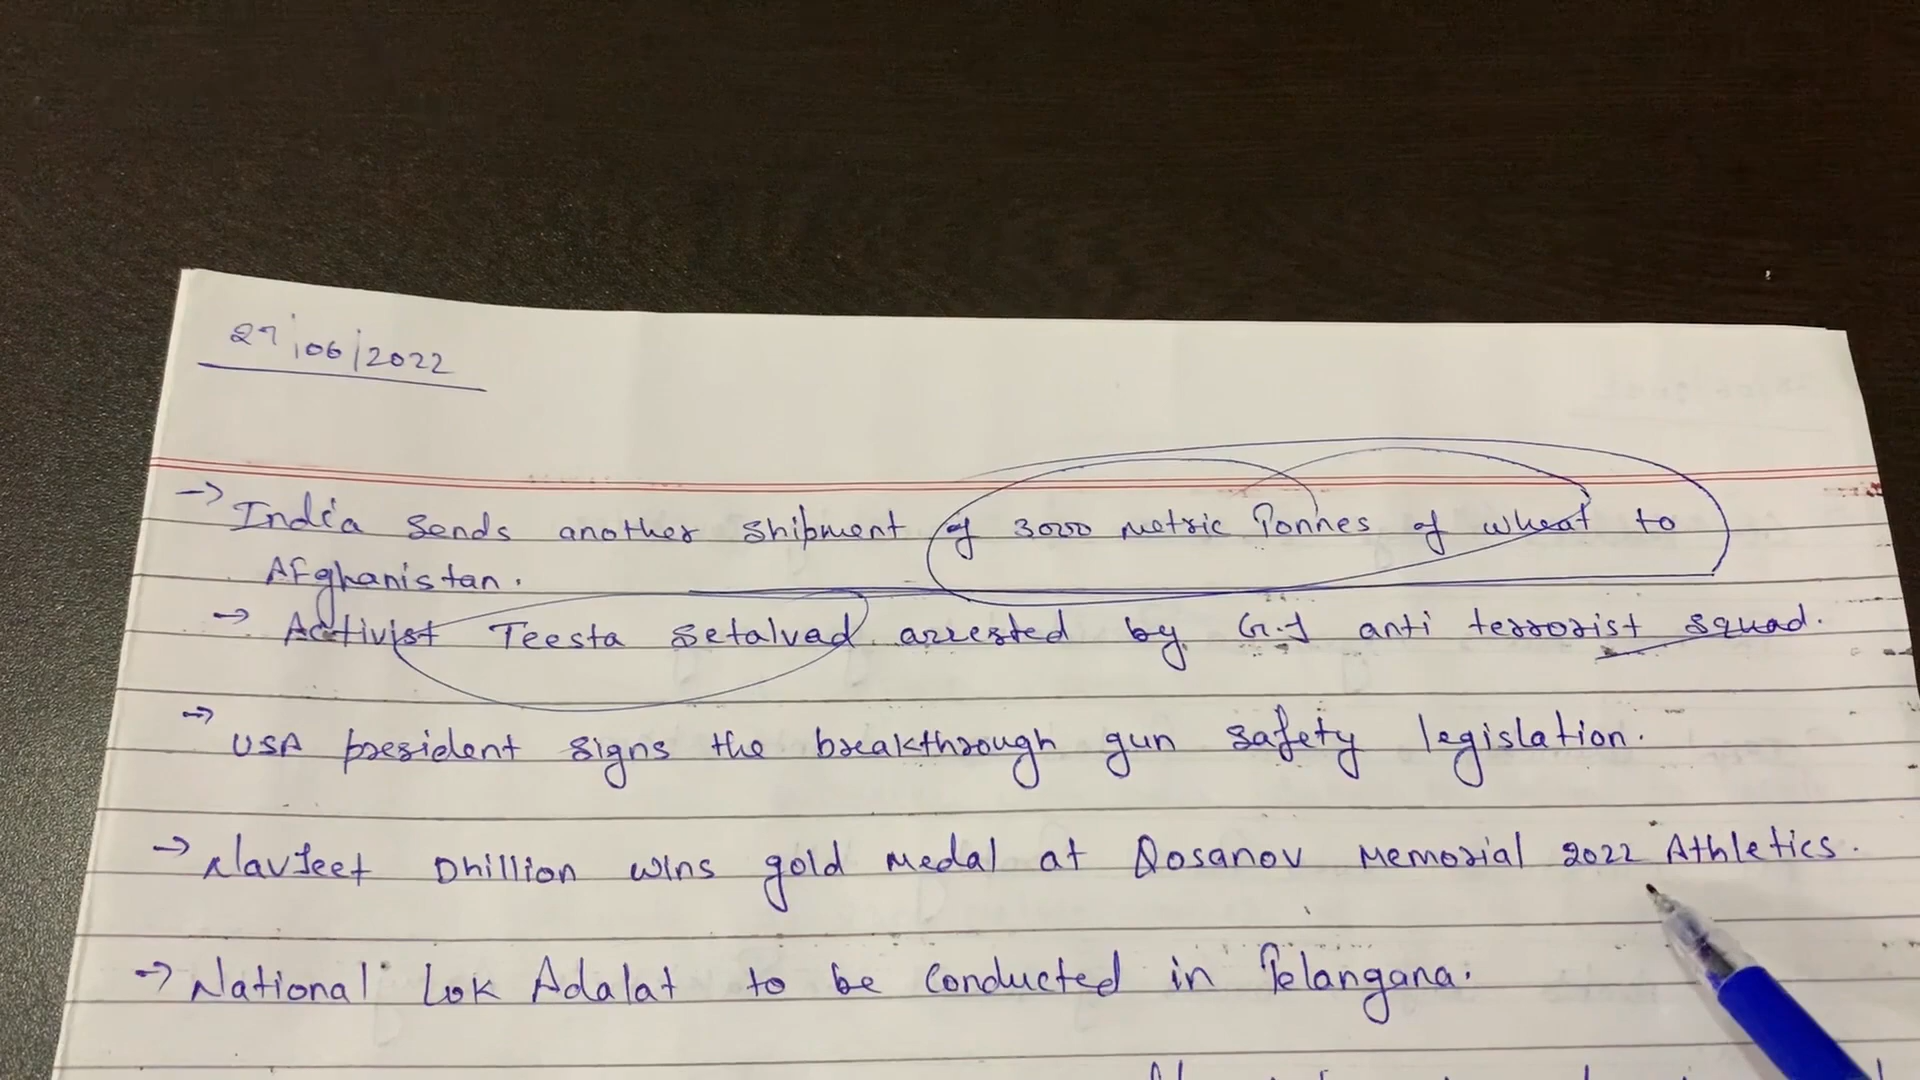 27/06/2022
→ India sends another shipment of 3000 metric Tonnes of wheat to
Afghanistan.
→ Activist Teesta Setalvad arrested by G.J anti terrorist squad.
→ USA president signs the breakthrough gun safety legislation.
→ Navjeet Dhillion wins gold medal at Qosanov Memorial 2022 Athletics.
→ National Lok Adalat to be conducted in Telangana.